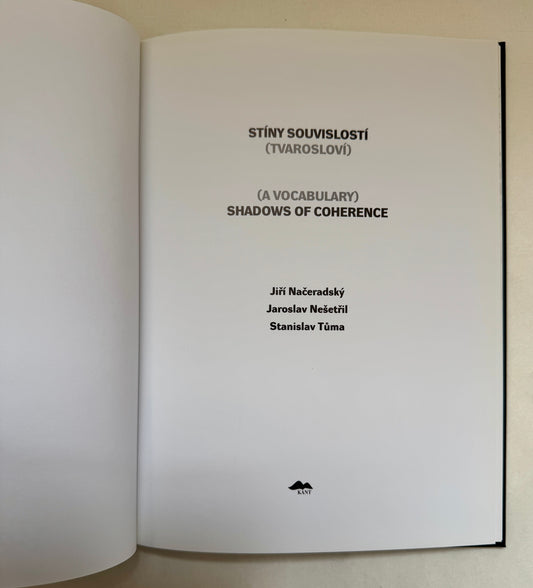 STÍNY SOUVISLOSTÍ
(TVAROSLOVÍ)
(A VOCABULARY)
SHADOWS OF COHERENCE
Jiří Načeradský
Jaroslav Nešetřil
Stanislav Tůma
KANT